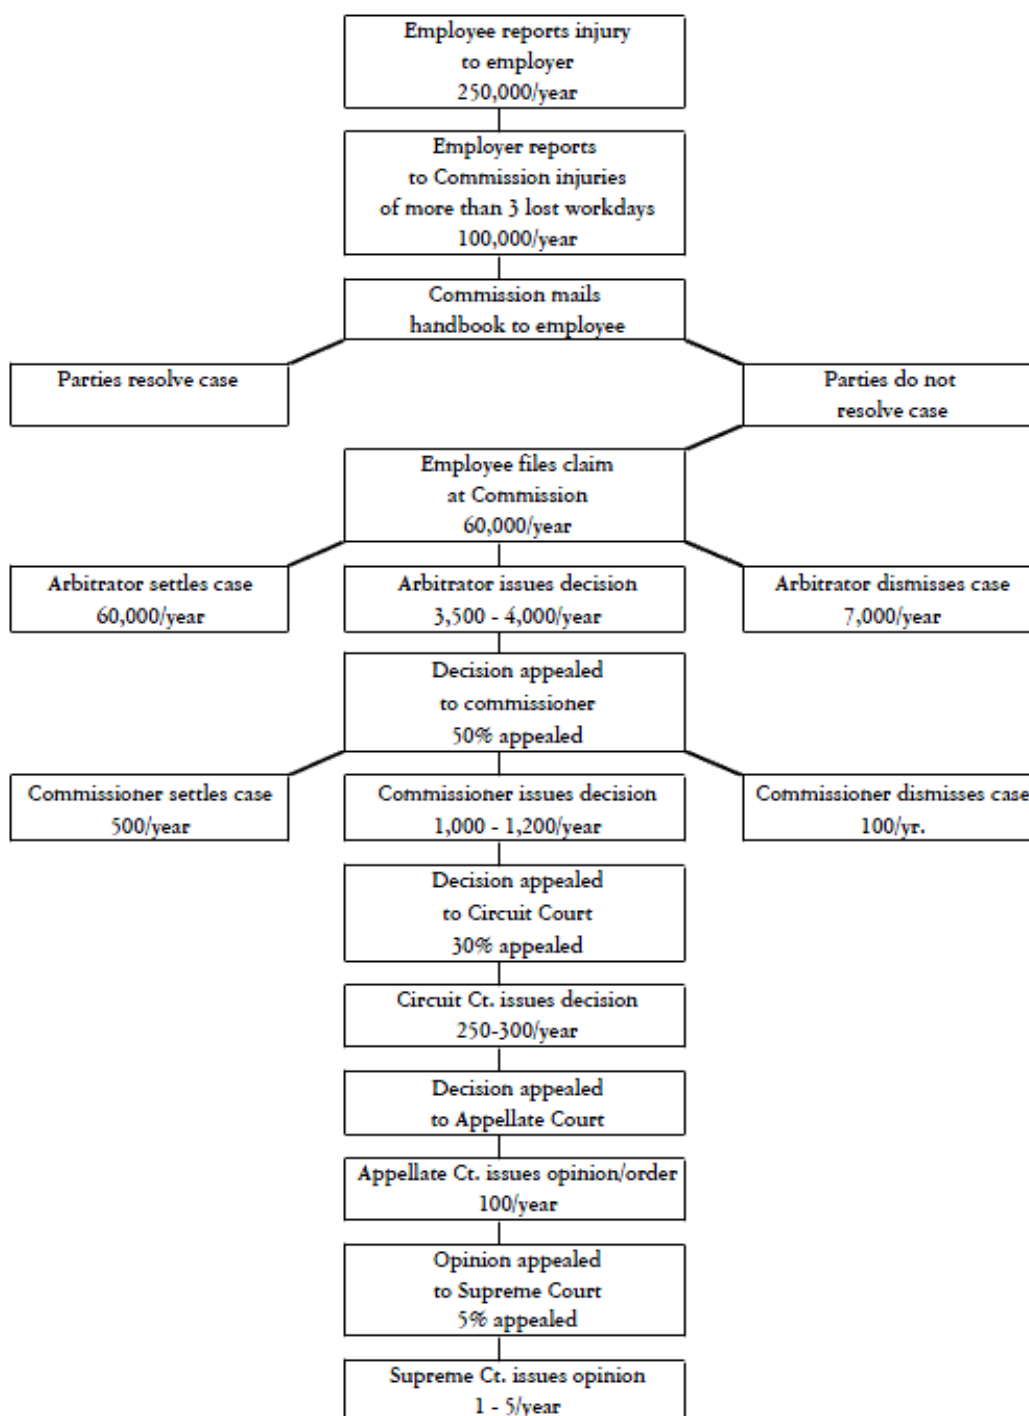 Employee reports injury
to employer
250,000/year
Employer reports
to Commission injuries
of more than 3 lost workdays
100,000/year
Commission mails
handbook to employee
Parties resolve case
Parties do not
resolve case
Employee files claim
at Commission
60,000/year
Arbitrator settles case
60,000/year
Arbitrator issues decision
3,500 - 4,000/year
Arbitrator dismisses case
7,000/year
Decision appealed
to commissioner
50% appealed
Commissioner settles case
500/year
Commissioner issues decision
1,000 - 1,200/year
Commissioner dismisses case
100/yr.
Decision appealed
to Circuit Court
30% appealed
Circuit Ct. issues decision
250-300/year
Decision appealed
to Appellate Court
Appellate Ct. issues opinion/order
100/year
Opinion appealed
to Supreme Court
5% appealed
Supreme Ct. issues opinion
1 - 5/year